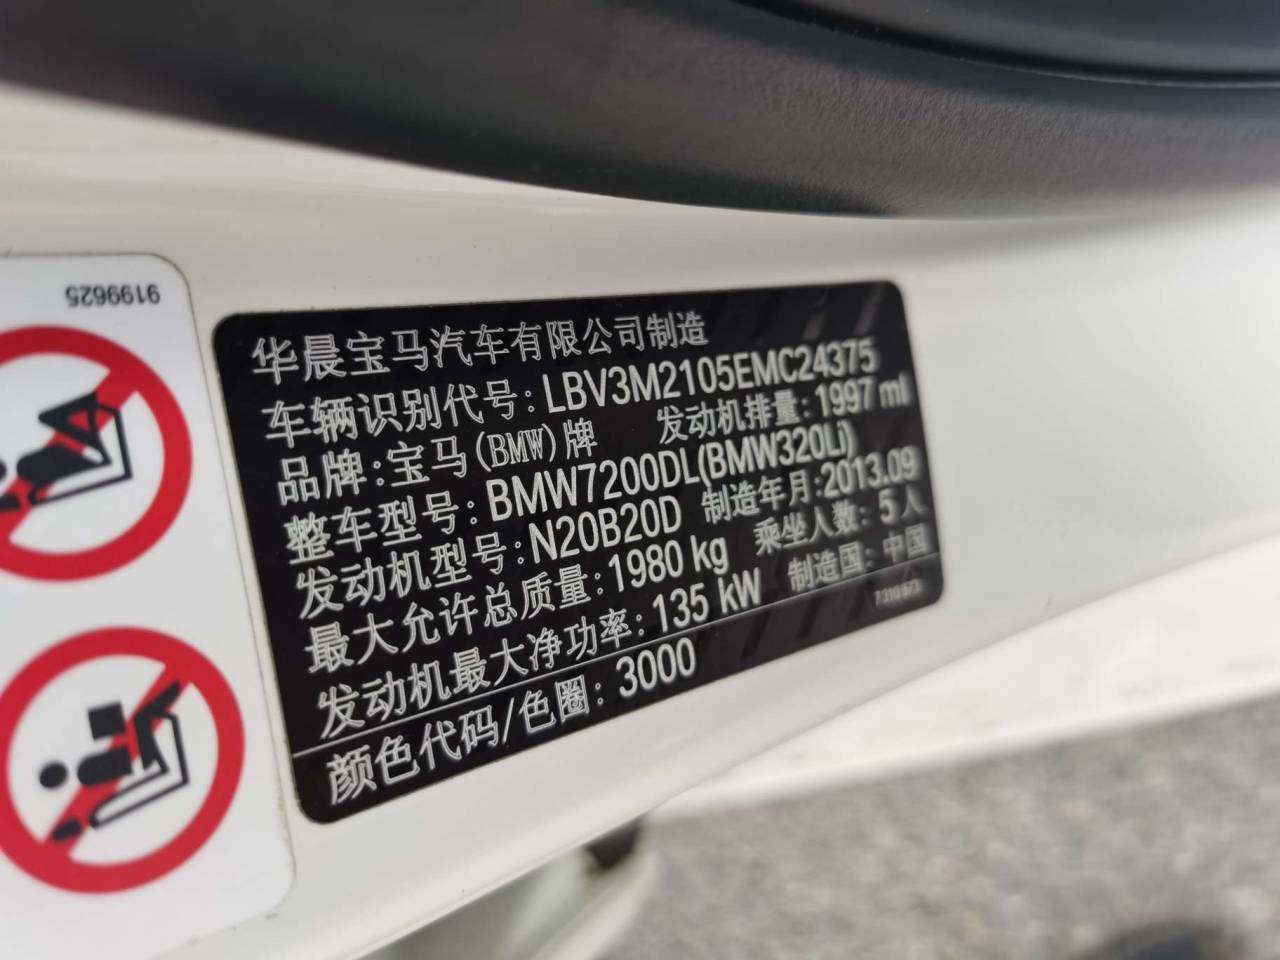 9199625
华晨宝马汽车有限公司制造
车辆识别代号:LBV3M2105EMC24375
品牌:宝马(BMW)牌 发动机排量:1997 ml
整车型号:BMW7200DL(BMW320Li)
发动机型号:N20B20D 制造年月:2013.09
最大允许总质量:1980 kg 乘坐人数:5人
发动机最大净功率:135 kW 制造国:中国
颜色代码/色圈:3000